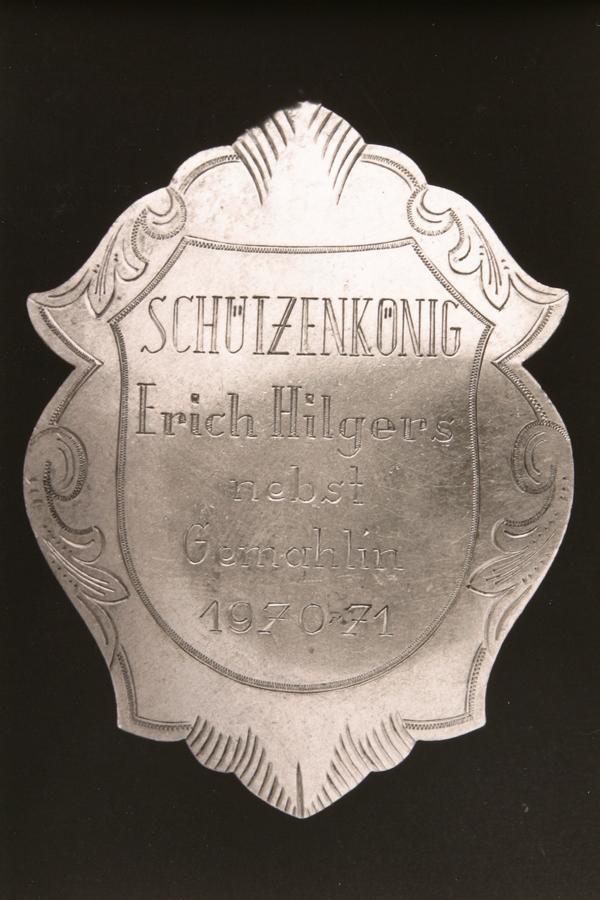 SCHÜTZENKÖNIG
Erich Hilgers
nebst
Gemahlin
1970-71